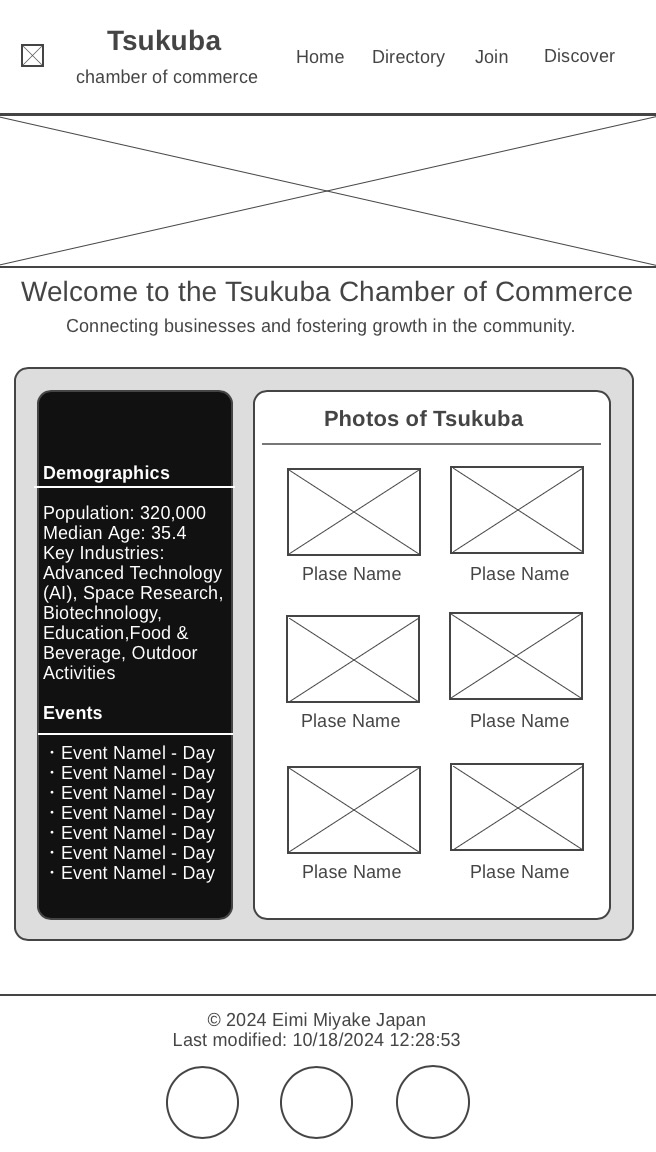 Tsukuba
chamber of commerce
Home
Directory
Join
Discover
Welcome to the Tsukuba Chamber of Commerce
Connecting businesses and fostering growth in the community.
Demographics
Population: 320,000
Median Age: 35.4
Key Industries:
Advanced Technology
(AI), Space Research,
Biotechnology,
Education,Food &
Beverage, Outdoor
Activities
Events
・Event Namel - Day
・Event Namel - Day
・Event Namel - Day
・Event Namel - Day
・Event Namel - Day
・Event Namel - Day
・Event Namel - Day
Photos of Tsukuba
Plase Name
Plase Name
Plase Name
Plase Name
Plase Name
Plase Name
© 2024 Eimi Miyake Japan
Last modified: 10/18/2024 12:28:53